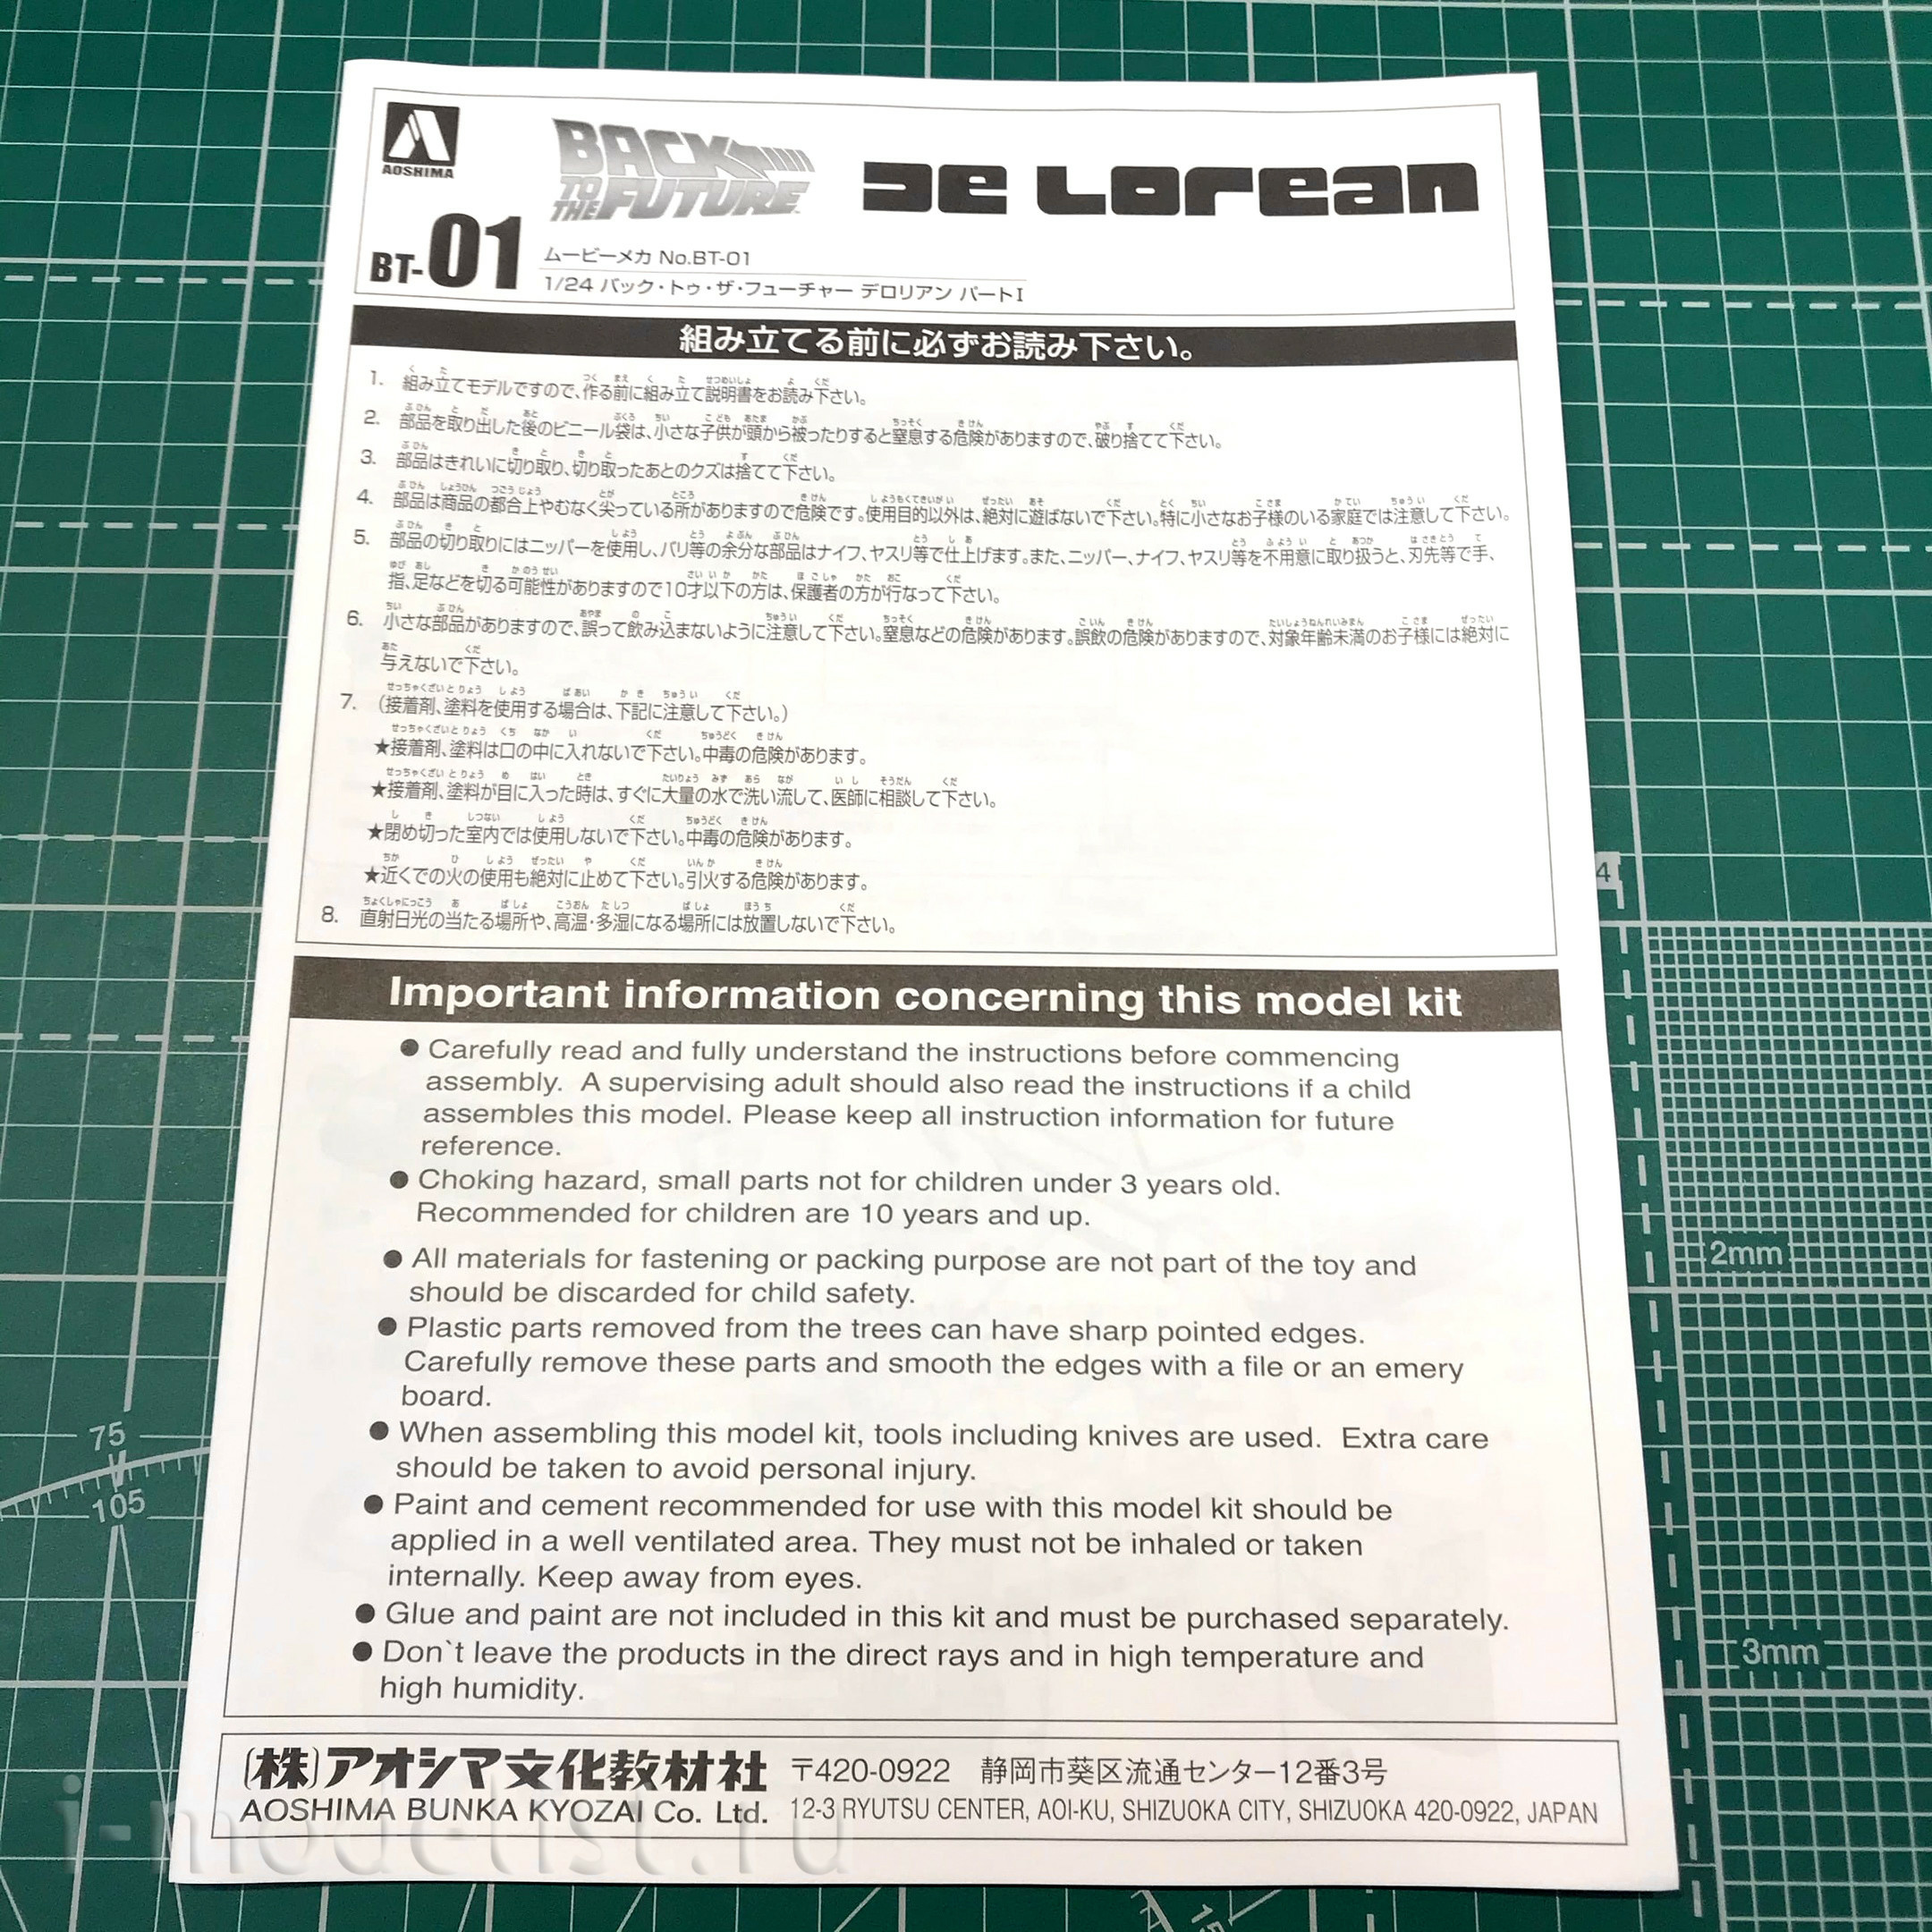 AOSHIMA
BT-01
BACK
TO THE FUTURE
DeLorean
ムービーメカ No.BT-01
1/24 バック・トゥ・ザ・フューチャー デロリアン パートI
組み立てる前に必ずお読み下さい。
1. 組み立てモデルですので、作る前に組み立て説明書をお読み下さい。
2. 部品を取り出した後のビニール袋は、小さな子供が頭から被ったりすると窒息する危険がありますので、破り捨てて下さい。
3. 部品はきれいに切り取り、切り取ったあとのクズは捨てて下さい。
4. 部品は商品の都合上やむなく尖っている所がありますので危険です。使用目的以外は、絶対に遊ばないで下さい。特に小さなお子様のいる家庭では注意して下さい。
5. 部品の切り取りにはニッパーを使用し、バリ等の余分な部品はナイフ、ヤスリ等で仕上げます。また、ニッパー、ナイフ、ヤスリ等を不用意に取り扱うと、刃先等で手、
指、足などを切る可能性がありますので10才以下の方は、保護者の方が行なって下さい。
6. 小さな部品がありますので、誤って飲み込まないように注意して下さい。窒息などの危険があります。誤飲の危険がありますので、対象年齢未満のお子様には絶対に
与えないで下さい。
7. (接着剤、塗料を使用する場合は、下記に注意して下さい。)
★接着剤、塗料は口の中に入れないで下さい。中毒の危険があります。
★接着剤、塗料が目に入った時は、すぐに大量の水で洗い流して、医師に相談して下さい。
★閉め切った室内では使用しないで下さい。中毒の危険があります。
★近くでの火の使用も絶対に止めて下さい。引火する危険があります。
8. 直射日光の当たる場所や、高温・多湿になる場所には放置しないで下さい。
Important information concerning this model kit
● Carefully read and fully understand the instructions before commencing
assembly. A supervising adult should also read the instructions if a child
assembles this model. Please keep all instruction information for future
reference.
● Choking hazard, small parts not for children under 3 years old.
Recommended for children are 10 years and up.
● All materials for fastening or packing purpose are not part of the toy and
should be discarded for child safety.
● Plastic parts removed from the trees can have sharp pointed edges.
Carefully remove these parts and smooth the edges with a file or an emery
board.
● When assembling this model kit, tools including knives are used. Extra care
should be taken to avoid personal injury.
● Paint and cement recommended for use with this model kit should be
applied in a well ventilated area. They must not be inhaled or taken
internally. Keep away from eyes.
● Glue and paint are not included in this kit and must be purchased separately.
● Don`t leave the products in the direct rays and in high temperature and
high humidity.
(株)アオシマ文化教材社 〒420-0922 静岡市葵区流通センター12番3号
AOSHIMA BUNKA KYOZAI Co. Ltd. 12-3 RYUTSU CENTER, AOI-KU, SHIZUOKA CITY, SHIZUOKA 420-0922, JAPAN
i-modelist.ru
4
2mm
3mm
75
105
15